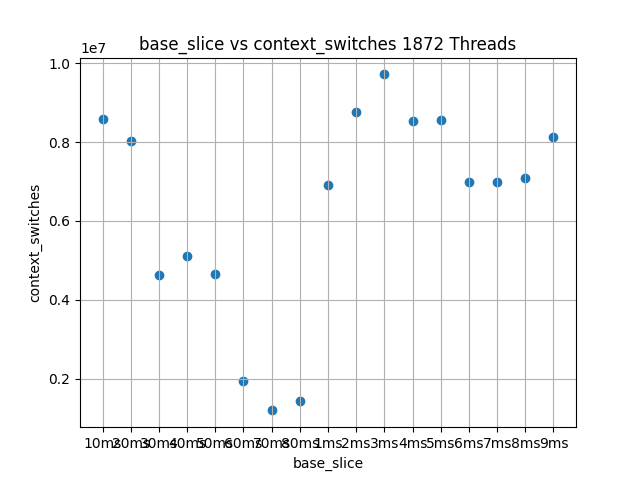 base_slice vs context_switches 1872 Threads
1e7
1.0
0.8
0.6
0.4
0.2
context_switches
10ms 20ms 30ms 40ms 50ms 60ms 70ms 80ms 1ms 2ms 3ms 4ms 5ms 6ms 7ms 8ms 9ms
base_slice